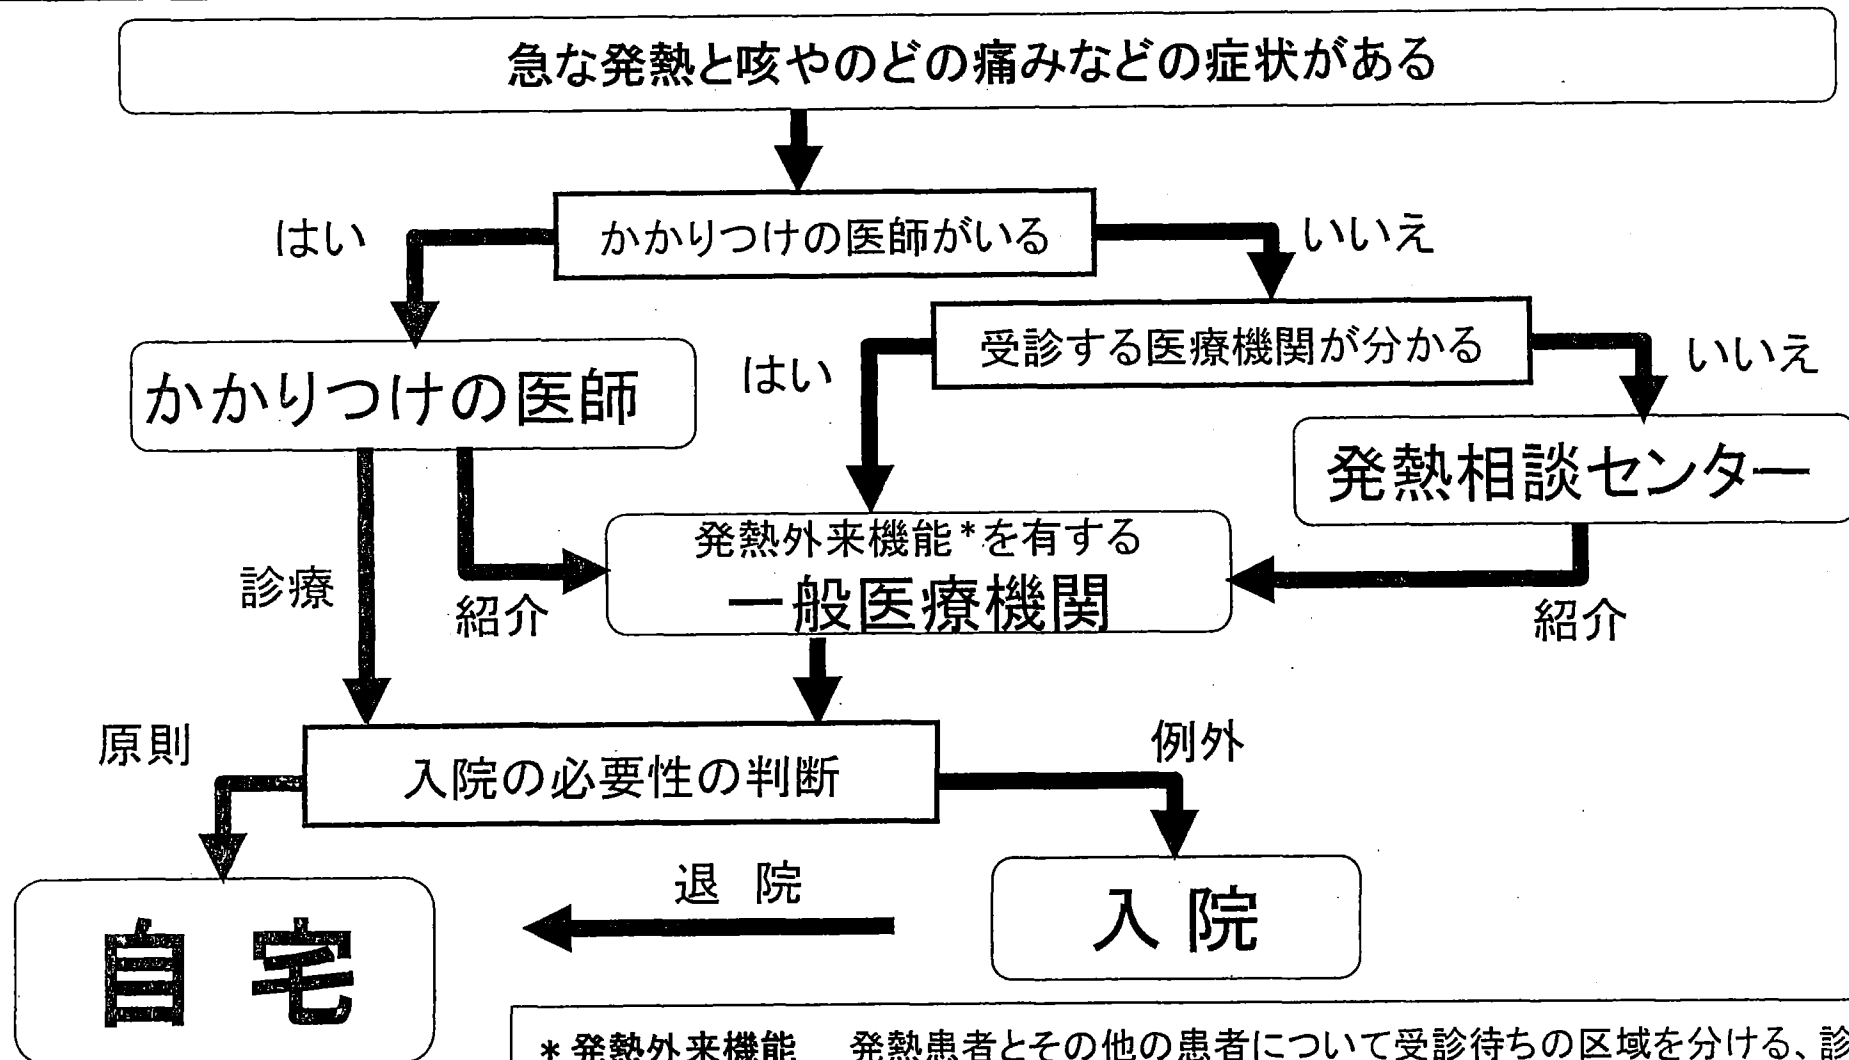 急な発熱と咳やのどの痛みなどの症状がある
はい
かかりつけの医師がいる
いいえ
受診する医療機関が分かる
はい
いいえ
かかりつけの医師
発熱相談センター
発熱外来機能*を有する
一般医療機関
診療
紹介
紹介
原則
入院の必要性の判断
例外
退 院
入 院
自 宅
*発熱外来機能 発熱患者とその他の患者について受診待ちの区域を分ける、診